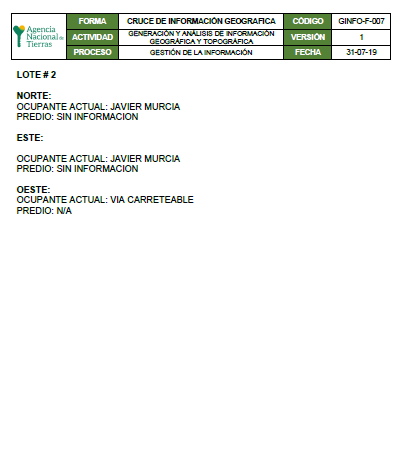 Agencia
Nacional de
Tierras
FORMA CRUCE DE INFORMACIÓN GEOGRAFICA CÓDIGO GINFO-F-007
ACTIVIDAD GENERACIÓN Y ANÁLISIS DE INFORMACIÓN
GEOGRÁFICA Y TOPOGRÁFICA VERSIÓN 1
PROCESO GESTIÓN DE LA INFORMACIÓN FECHA 31-07-19
LOTE # 2
NORTE:
OCUPANTE ACTUAL: JAVIER MURCIA
PREDIO: SIN INFORMACION
ESTE:
OCUPANTE ACTUAL: JAVIER MURCIA
PREDIO: SIN INFORMACION
OESTE:
OCUPANTE ACTUAL: VIA CARRETEABLE
PREDIO: N/A